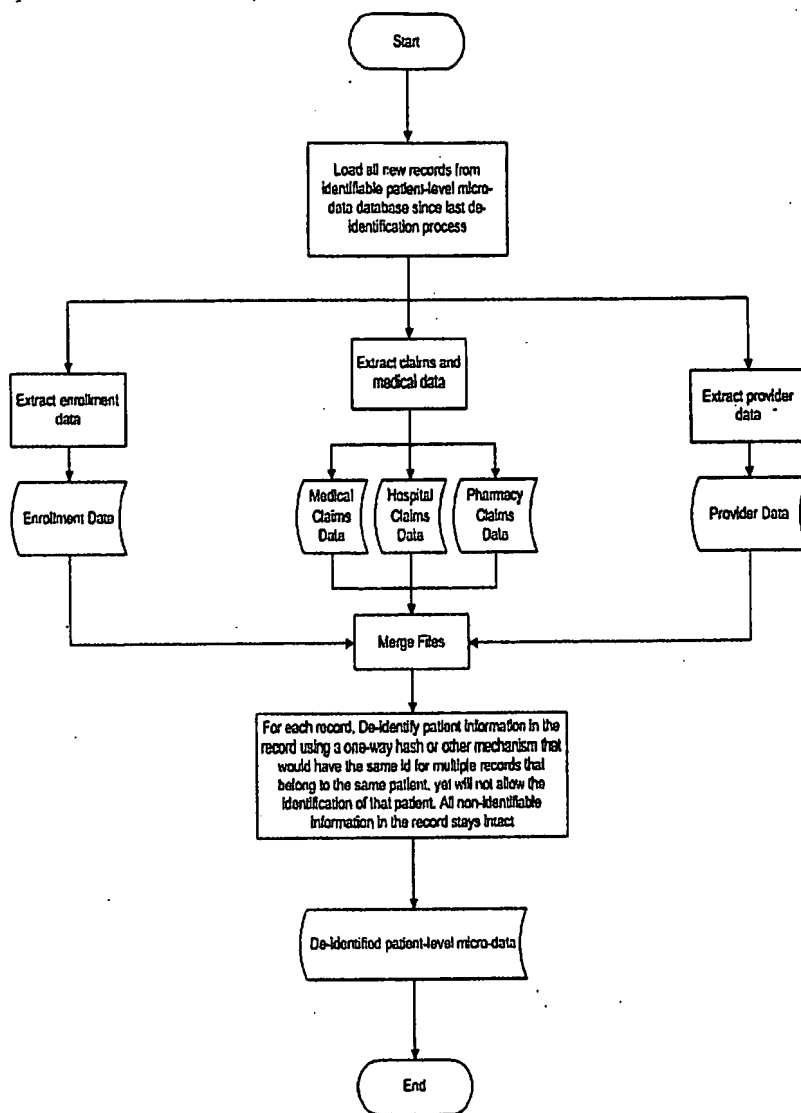 Start
Load all new records from
identifiable patient-level micro-
data database since last de-
identification process
Extract enrollment
data
Extract claims and
medical data
Extract provider
data
Enrollment Data
Medical
Claims
Data
Hospital
Claims
Data
Pharmacy
Claims
Data
Provider Data
Merge Files
For each record, De-identify patient information in the
record using a one-way hash or other mechanism that
would have the same id for multiple records that
belong to the same patient, yet will not allow the
identification of that patient. All non-identifiable
information in the record stays intact
De-identified patient-level micro-data
End